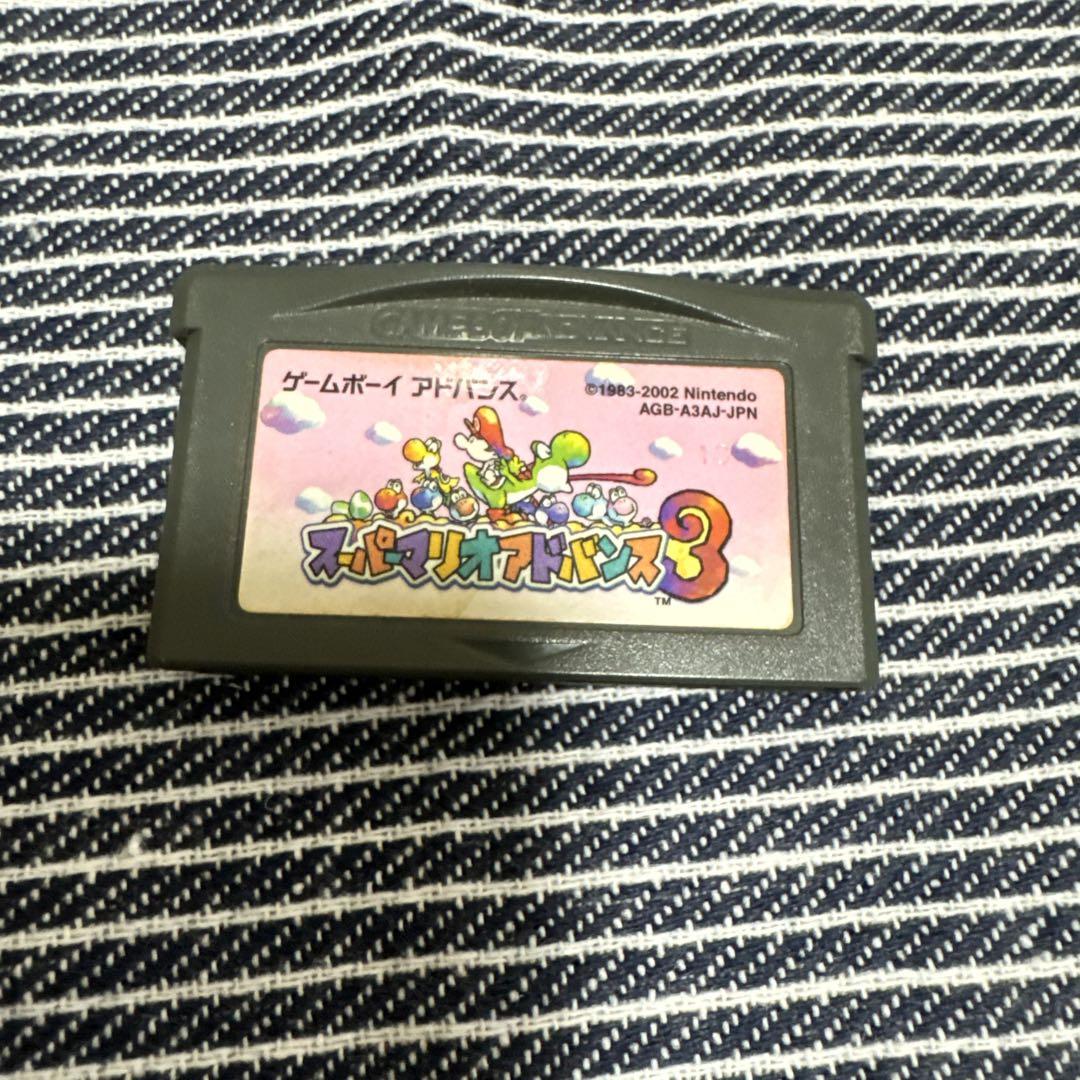 GAME BOY ADVANCE
ゲームボーイ アドバンス®
©1983-2002 Nintendo
AGB-A3AJ-JPN
スーパーマリオアドバンス3
TM